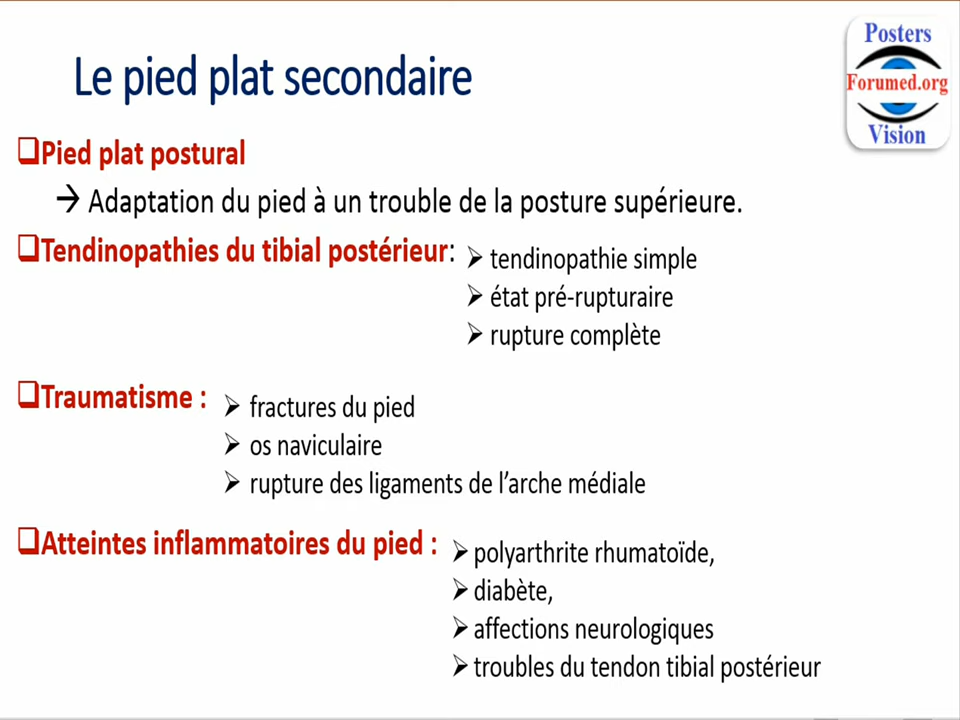 Le pied plat secondaire
Posters
Forumed.org
Vision
Pied plat postural
→ Adaptation du pied à un trouble de la posture supérieure.
Tendinopathies du tibial postérieur:
tendinopathie simple
état pré-rupturaire
rupture complète
Traumatisme :
fractures du pied
os naviculaire
rupture des ligaments de l’arche médiale
Atteintes inflammatoires du pied :
polyarthrite rhumatoïde,
diabète,
affections neurologiques
troubles du tendon tibial postérieur